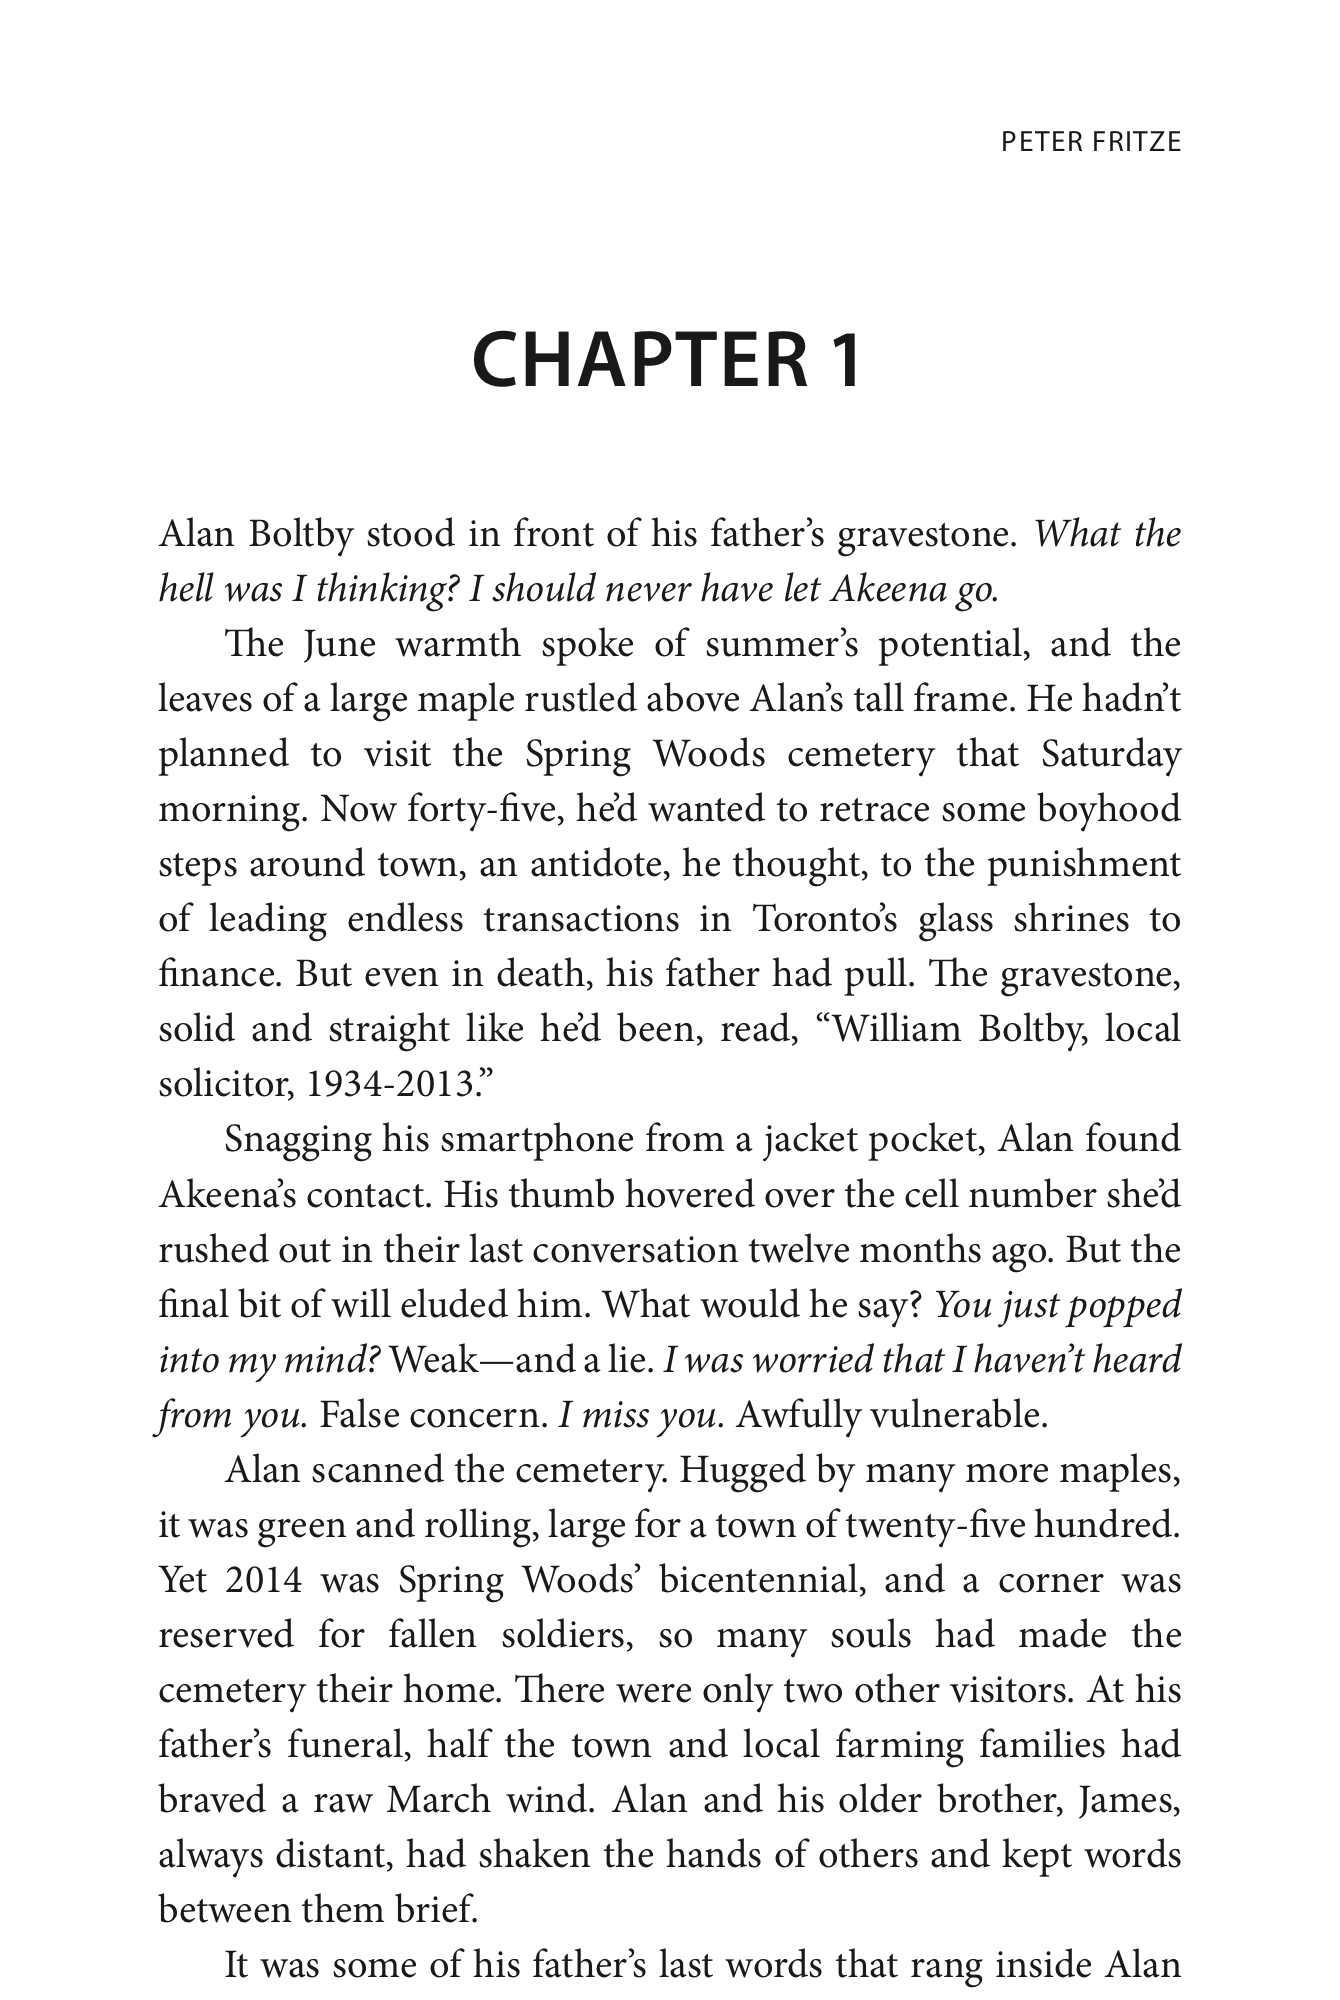 PETER FRITZE
CHAPTER 1
Alan Boltby stood in front of his father’s gravestone. What the
hell was I thinking? I should never have let Akeena go.
The June warmth spoke of summer’s potential, and the
leaves of a large maple rustled above Alan’s tall frame. He hadn’t
planned to visit the Spring Woods cemetery that Saturday
morning. Now forty-five, he’d wanted to retrace some boyhood
steps around town, an antidote, he thought, to the punishment
of leading endless transactions in Toronto’s glass shrines to
finance. But even in death, his father had pull. The gravestone,
solid and straight like he’d been, read, “William Boltby, local
solicitor, 1934-2013.”
Snagging his smartphone from a jacket pocket, Alan found
Akeena’s contact. His thumb hovered over the cell number she’d
rushed out in their last conversation twelve months ago. But the
final bit of will eluded him. What would he say? You just popped
into my mind? Weak—and a lie. I was worried that I haven’t heard
from you. False concern. I miss you. Awfully vulnerable.
Alan scanned the cemetery. Hugged by many more maples,
it was green and rolling, large for a town of twenty-five hundred.
Yet 2014 was Spring Woods’ bicentennial, and a corner was
reserved for fallen soldiers, so many souls had made the
cemetery their home. There were only two other visitors. At his
father’s funeral, half the town and local farming families had
braved a raw March wind. Alan and his older brother, James,
always distant, had shaken the hands of others and kept words
between them brief.
It was some of his father’s last words that rang inside Alan